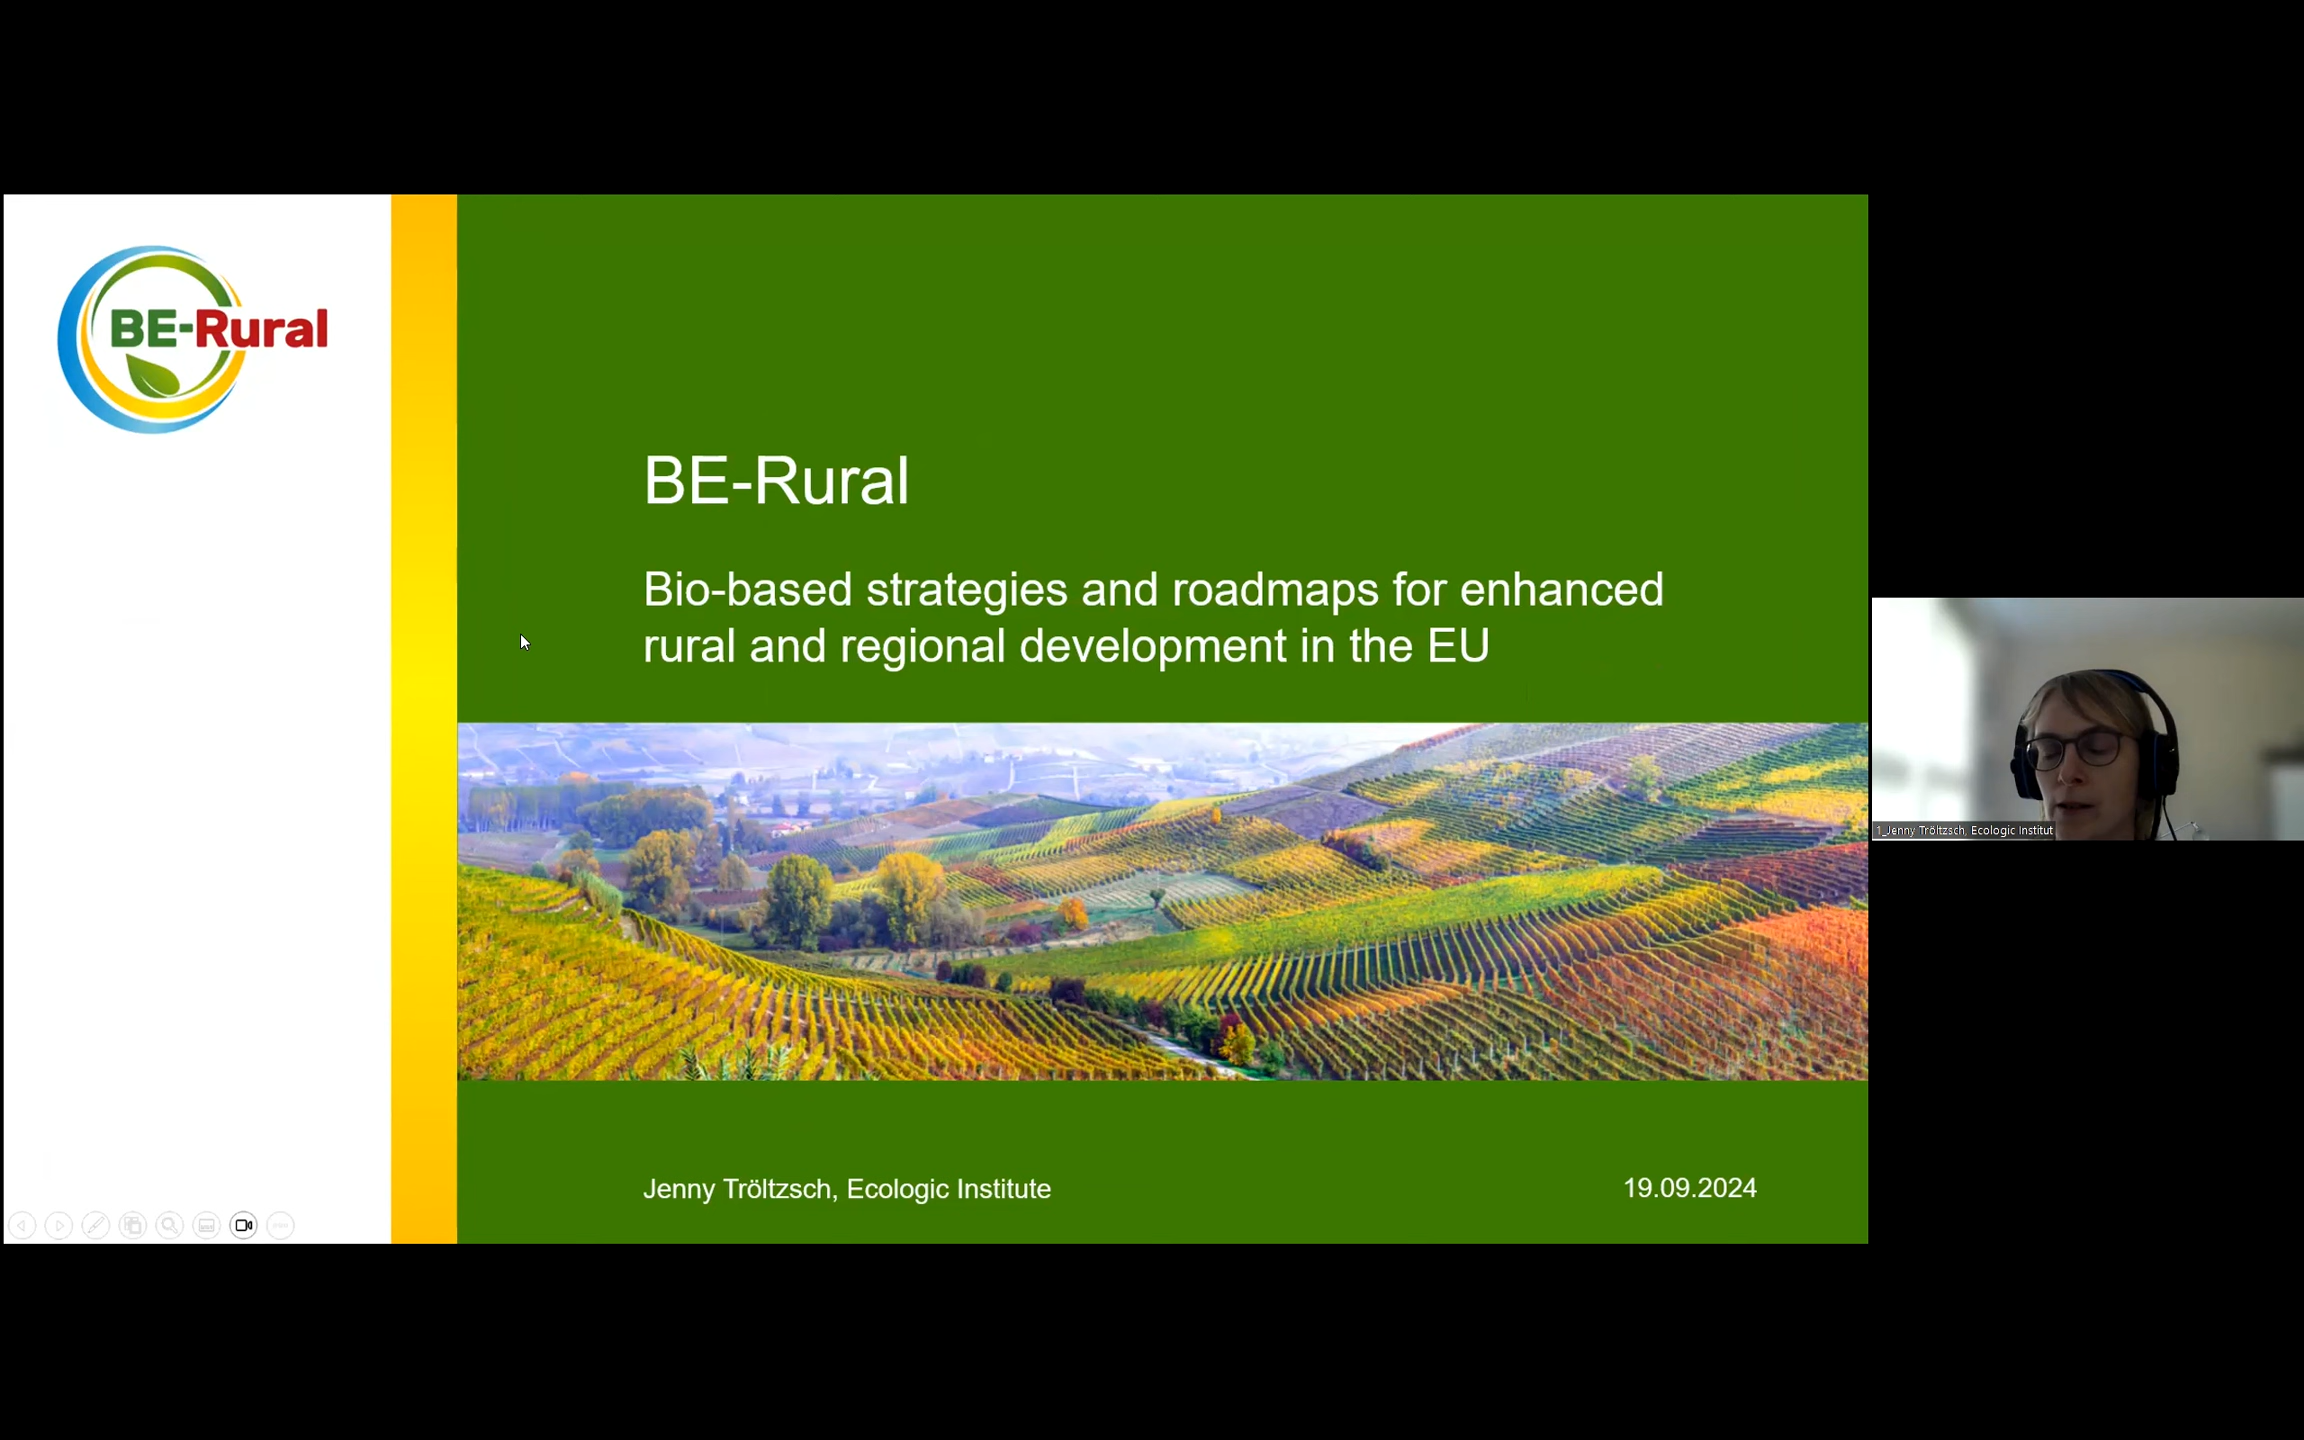 BE-Rural
BE-Rural
Bio-based strategies and roadmaps for enhanced
rural and regional development in the EU
1_Jenny Tröltzsch, Ecologic Institut
Jenny Tröltzsch, Ecologic Institute
19.09.2024